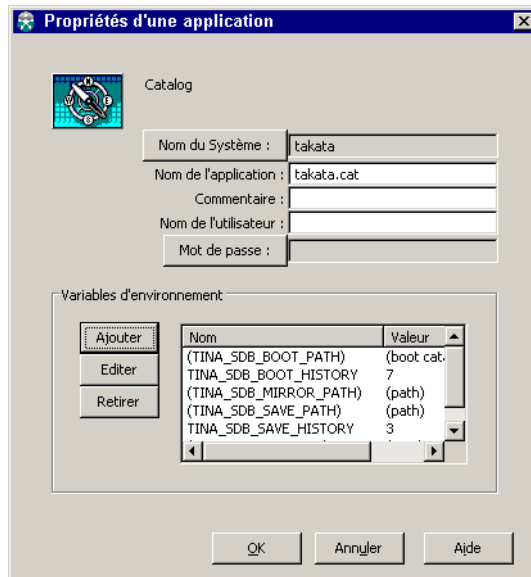 Propriétés d'une application
Catalog
Nom du Système : takata
Nom de l'application : takata.cat
Commentaire :
Nom de l'utilisateur :
Mot de passe :
Variables d'environnement
Ajouter
Editer
Retirer
Nom Valeur
(TINA_SDB_BOOT_PATH) (boot cat
TINA_SDB_BOOT_HISTORY 7
(TINA_SDB_MIRROR_PATH) (path)
(TINA_SDB_SAVE_PATH) (path)
TINA_SDB_SAVE_HISTORY 3
OK Annuler Aide